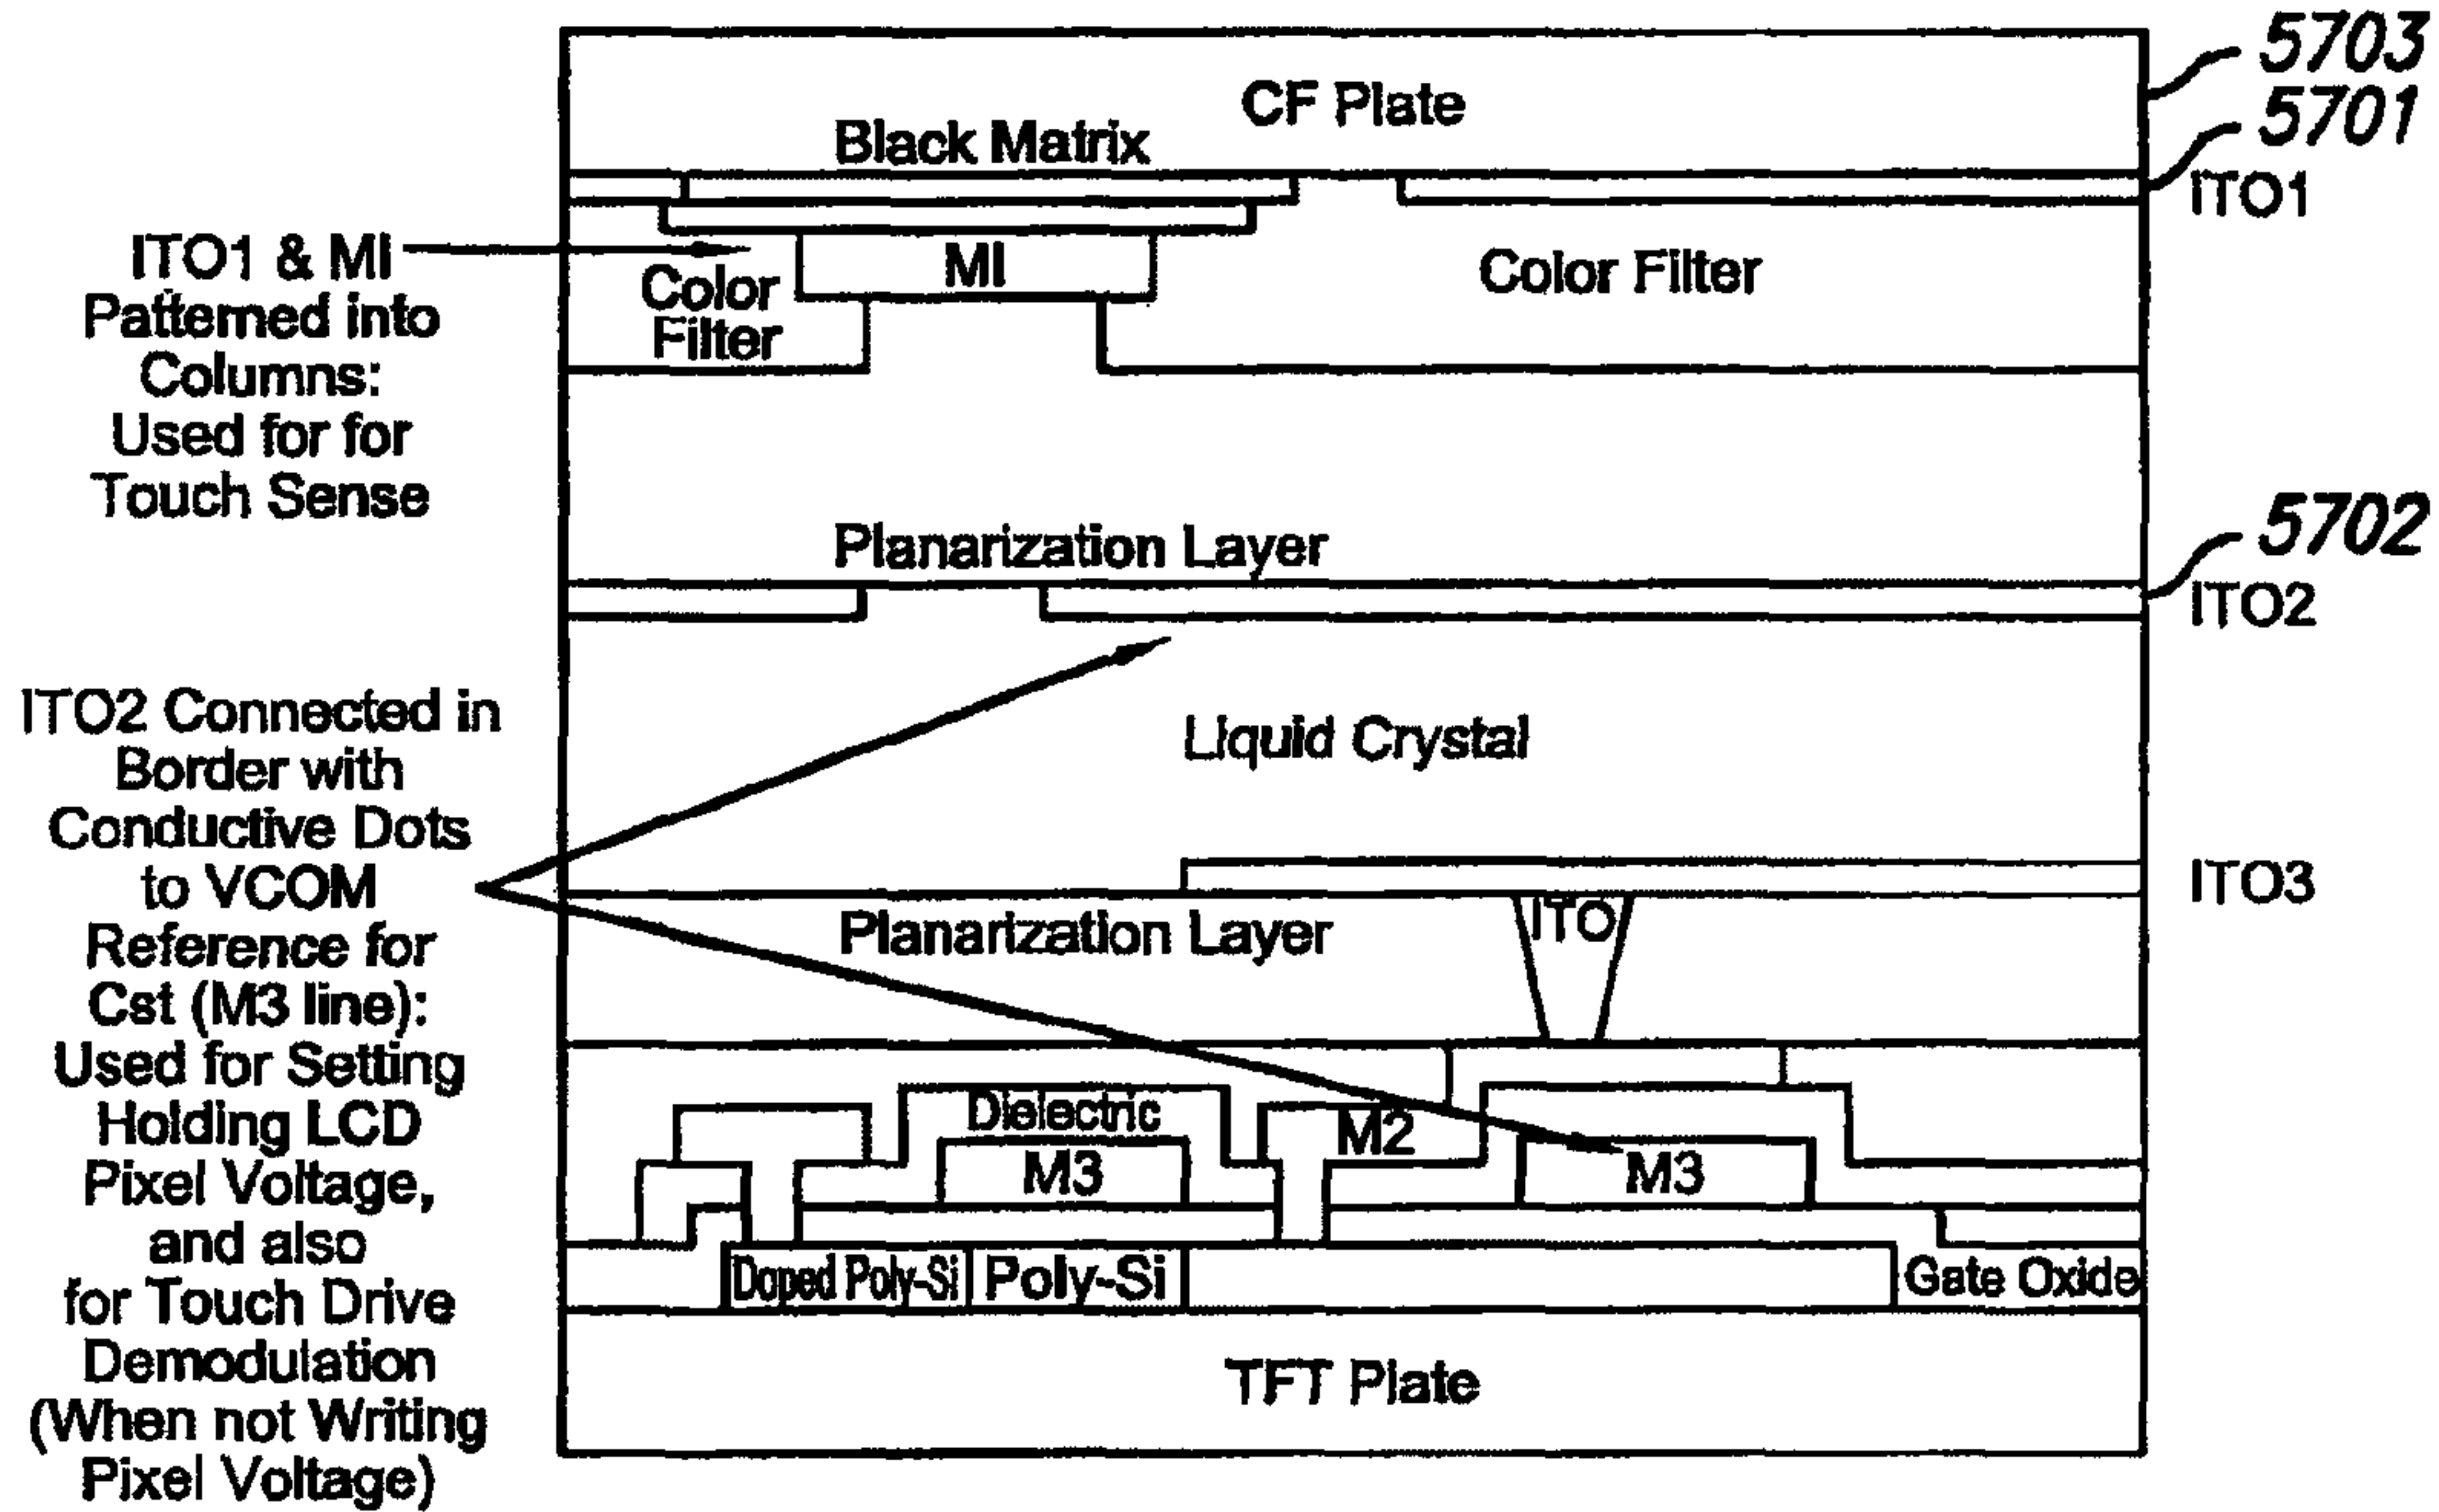 5703
CF Plate
5701
Black Matrix
ITO1
ITO1 & MI
Patterned into
Columns:
Used for for
Touch Sense
MI
Color
Filter
Color Filter
5702
Planarization Layer
ITO2
ITO2 Connected in
Border with
Conductive Dots
to VCOM
Reference for
Cst (M3 line):
Used for Setting
Holding LCD
Pixel Voltage,
and also
for Touch Drive
Demodulation
(When not Writing
Pixel Voltage)
Liquid Crystal
ITO3
Planarization Layer
ITO
Dielectric
M2
M3
M3
Doped Poly-Si
Poly-Si
Gate Oxide
TFT Plate